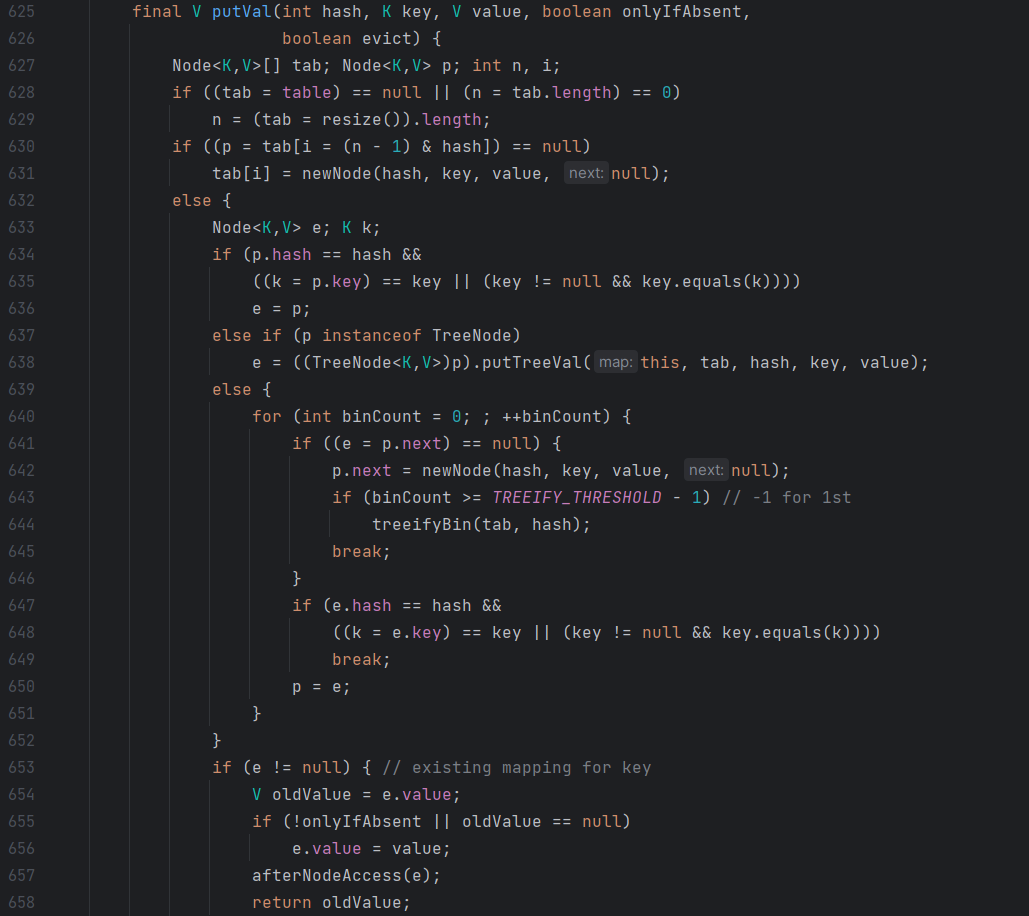 625 final V putVal(int hash, K key, V value, boolean onlyIfAbsent,
626 boolean evict) {
627 Node<K,V>[] tab; Node<K,V> p; int n, i;
628 if ((tab = table) == null || (n = tab.length) == 0)
629 n = (tab = resize()).length;
630 if ((p = tab[i = (n - 1) & hash]) == null)
631 tab[i] = newNode(hash, key, value, next: null);
632 else {
633 Node<K,V> e; K k;
634 if (p.hash == hash &&
635 ((k = p.key) == key || (key != null && key.equals(k))))
636 e = p;
637 else if (p instanceof TreeNode)
638 e = ((TreeNode<K,V>)p).putTreeVal( map: this, tab, hash, key, value);
639 else {
640 for (int binCount = 0; ; ++binCount) {
641 if ((e = p.next) == null) {
642 p.next = newNode(hash, key, value, next: null);
643 if (binCount >= TREEIFY_THRESHOLD - 1) // -1 for 1st
644 treeifyBin(tab, hash);
645 break;
646 }
647 if (e.hash == hash &&
648 ((k = e.key) == key || (key != null && key.equals(k))))
649 break;
650 p = e;
651 }
652 }
653 if (e != null) { // existing mapping for key
654 V oldValue = e.value;
655 if (!onlyIfAbsent || oldValue == null)
656 e.value = value;
657 afterNodeAccess(e);
658 return oldValue;